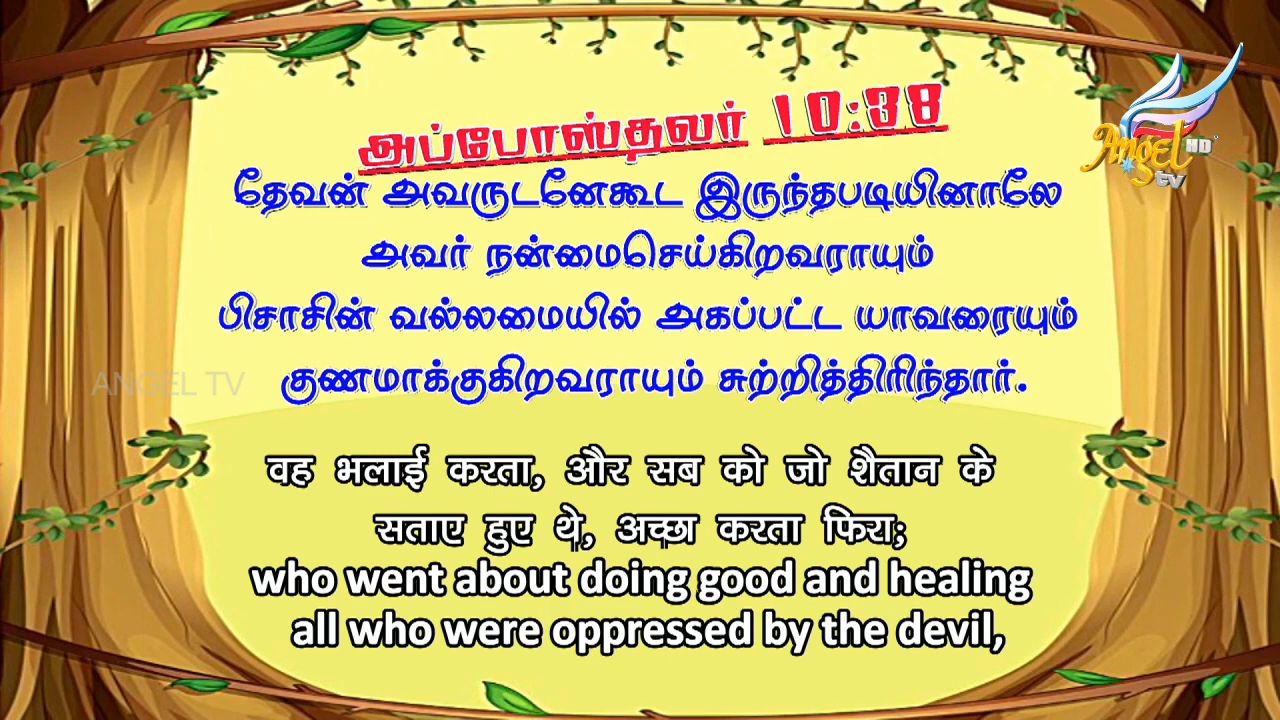 அப்போஸ்தலர் 10:38
Angel HD
tv
தேவன் அவருடனேகூட இருந்தபடியினாலே
அவர் நன்மைசெய்கிறவராயும்
பிசாசின் வல்லமையில் அகப்பட்ட யாவரையும்
ANGEL TV
குணமாக்குகிறவராயும் சுற்றித்திரிந்தார்.
वह भलाई करता, और सब को जो शैतान के
सताए हुए थे, अच्छा करता फिरा;
who went about doing good and healing
all who were oppressed by the devil,